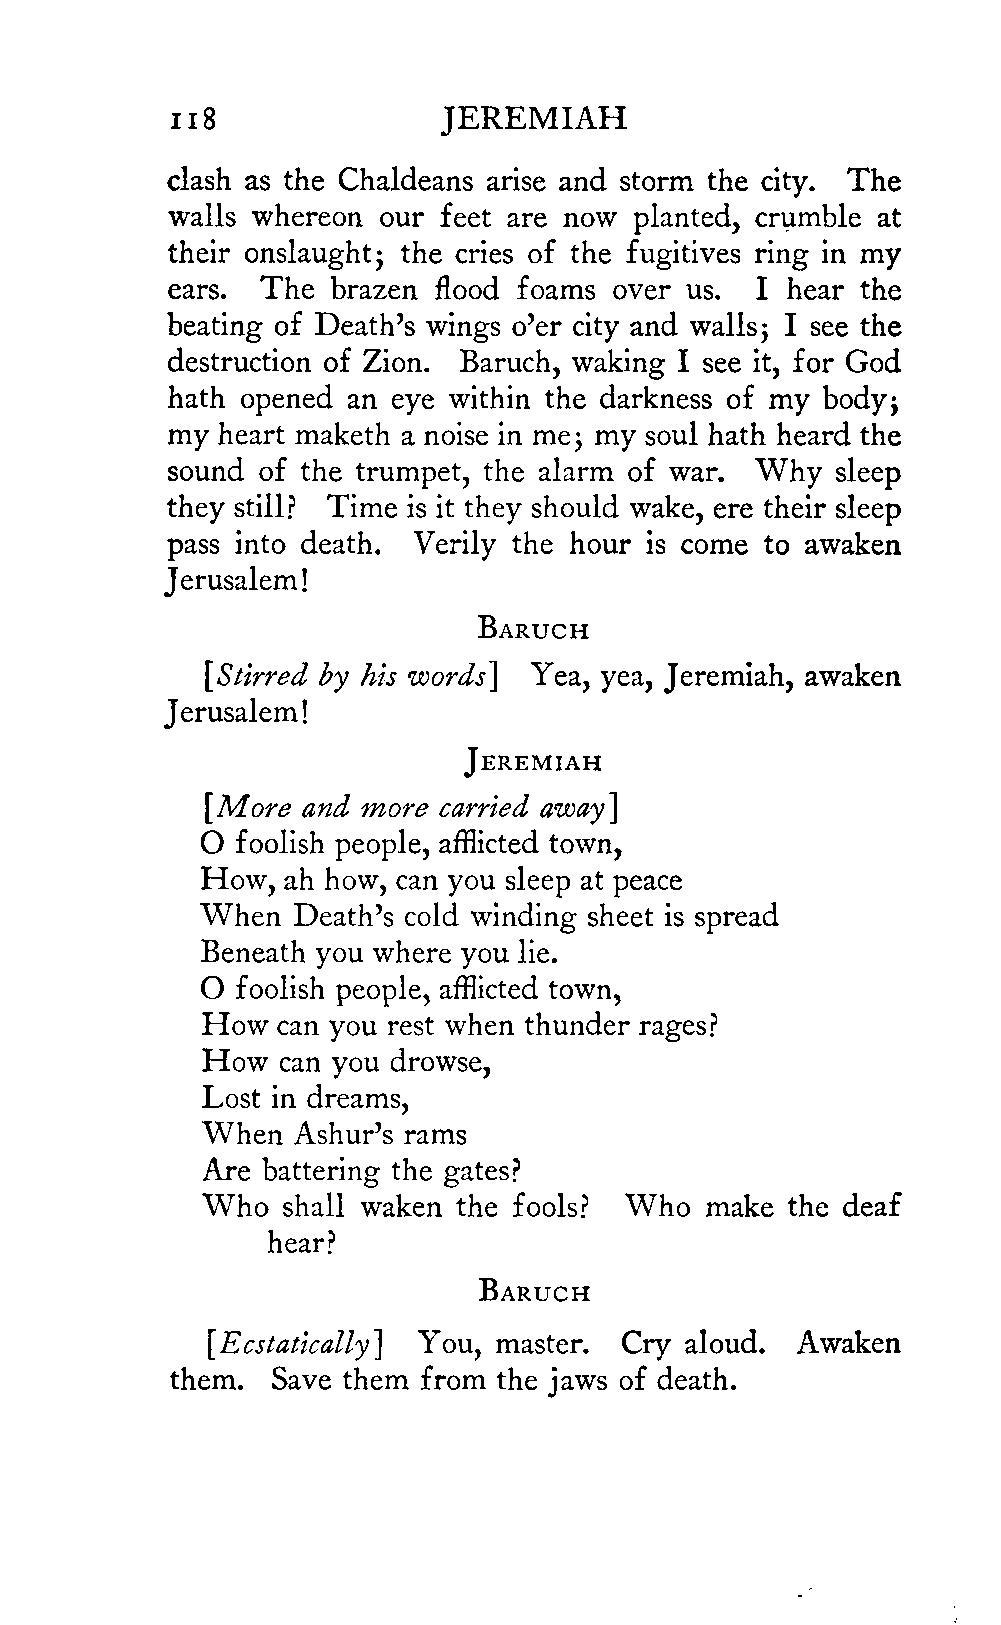 118 JEREMIAH
clash as the Chaldeans arise and storm the city. The
walls whereon our feet are now planted, crumble at
their onslaught; the cries of the fugitives ring in my
ears. The brazen flood foams over us. I hear the
beating of Death's wings o'er city and walls; I see the
destruction of Zion. Baruch, waking I see it, for God
hath opened an eye within the darkness of my body;
my heart maketh a noise in me; my soul hath heard the
sound of the trumpet, the alarm of war. Why sleep
they still? Time is it they should wake, ere their sleep
pass into death. Verily the hour is come to awaken
Jerusalem!
BARUCH
[Stirred by his words] Yea, yea, Jeremiah, awaken
Jerusalem!
JEREMIAH
[More and more carried away]
O foolish people, afflicted town,
How, ah how, can you sleep at peace
When Death's cold winding sheet is spread
Beneath you where you lie.
O foolish people, afflicted town,
How can you rest when thunder rages?
How can you drowse,
Lost in dreams,
When Ashur's rams
Are battering the gates?
Who shall waken the fools? Who make the deaf
hear?
BARUCH
[Ecstatically] You, master. Cry aloud. Awaken
them. Save them from the jaws of death.